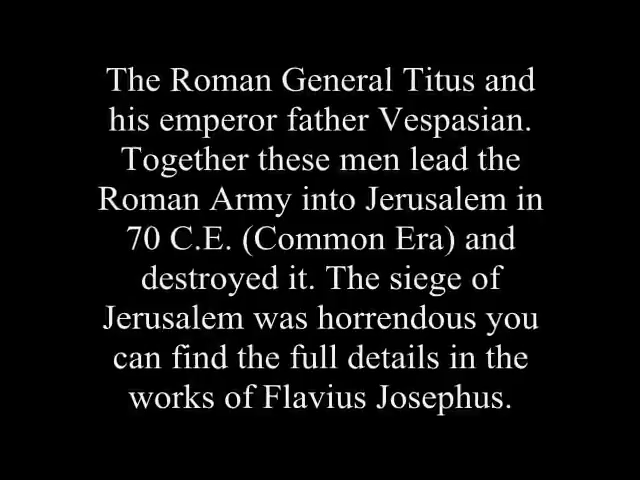 The Roman General Titus and
his emperor father Vespasian.
Together these men lead the
Roman Army into Jerusalem in
70 C.E. (Common Era) and
destroyed it. The siege of
Jerusalem was horrendous you
can find the full details in the
works of Flavius Josephus.